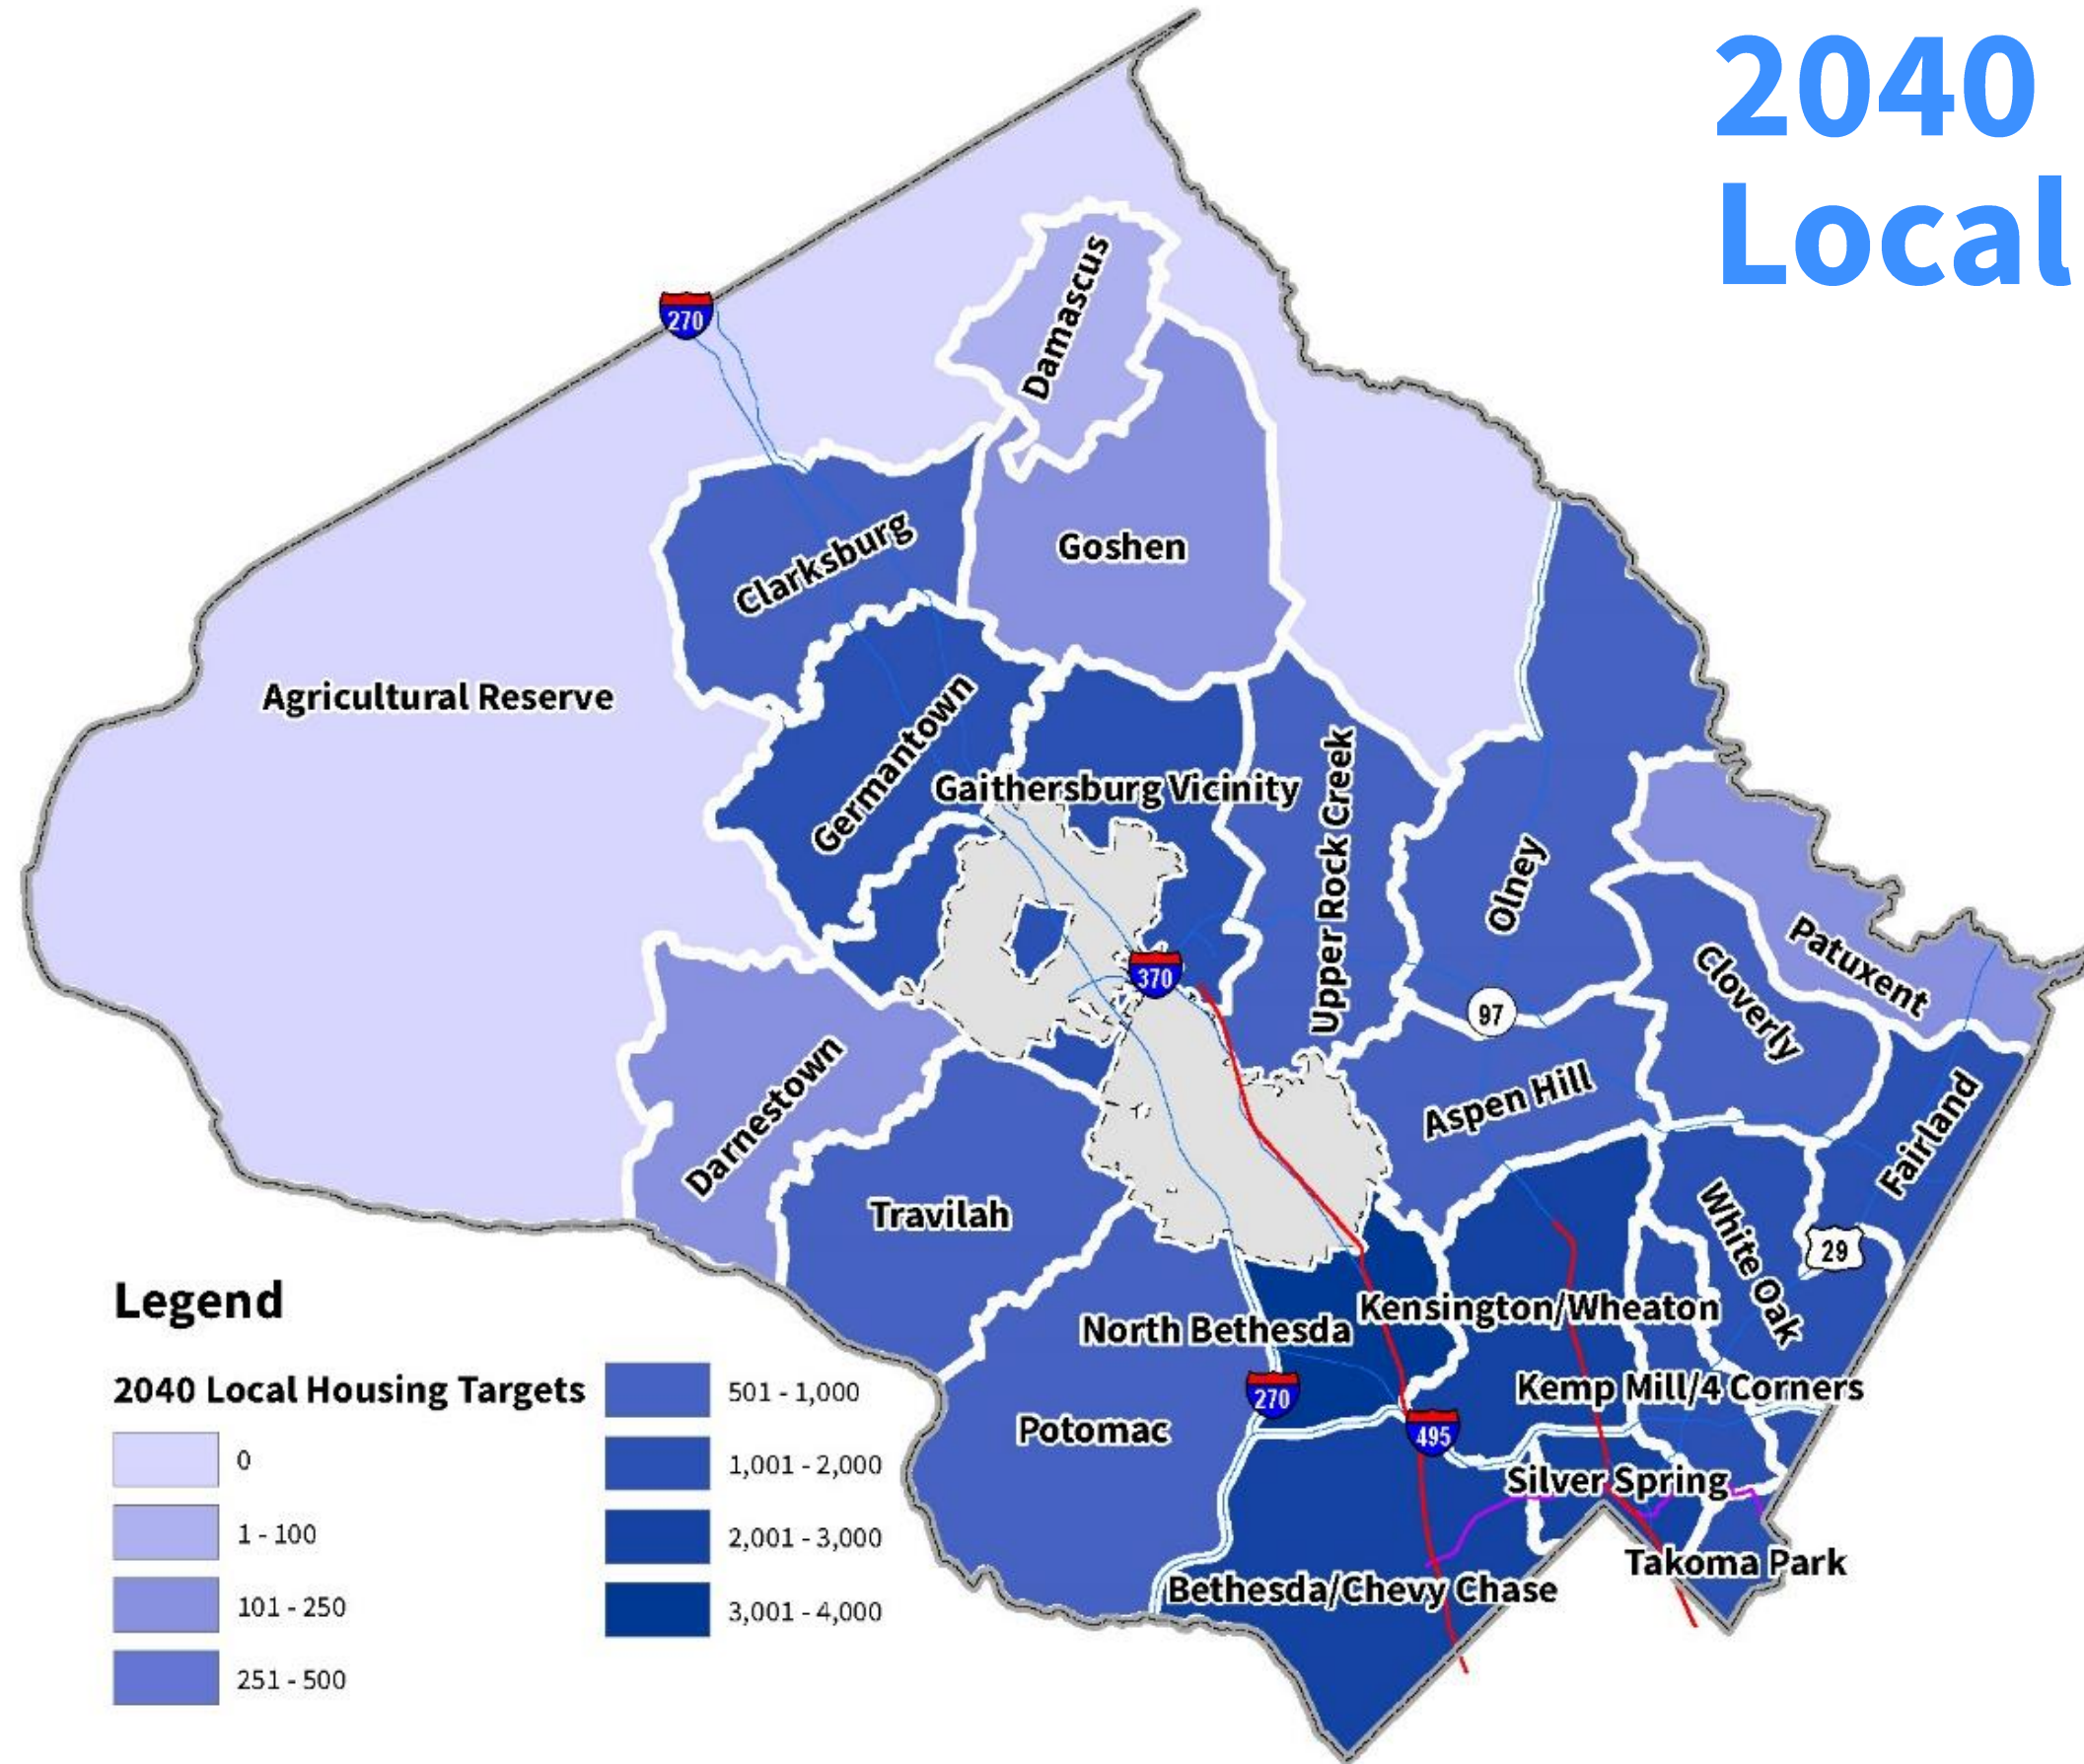 2040
Local
270
Damascus
Clarksburg
Goshen
Agricultural Reserve
Germantown
Gaithersburg Vicinity
Upper Rock Creek
Olney
Patuxent
Cloverly
370
97
Darnestown
Aspen Hill
Fairland
Travilah
White Oak
29
Kensington/Wheaton
North Bethesda
Kemp Mill/4 Corners
270
Potomac
495
Silver Spring
Takoma Park
Bethesda/Chevy Chase
Legend
2040 Local Housing Targets
0
1 - 100
101 - 250
251 - 500
501 - 1,000
1,001 - 2,000
2,001 - 3,000
3,001 - 4,000